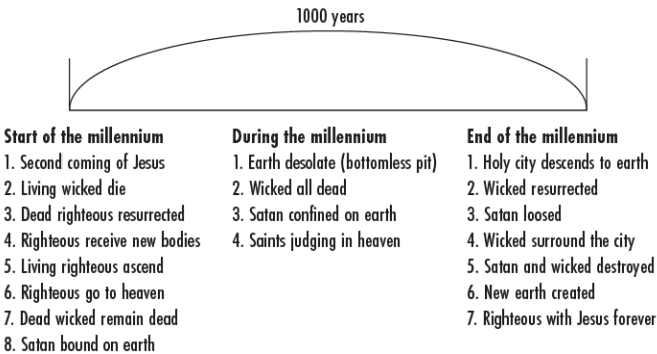 1000 years
Start of the millennium
1. Second coming of Jesus
2. Living wicked die
3. Dead righteous resurrected
4. Righteous receive new bodies
5. Living righteous ascend
6. Righteous go to heaven
7. Dead wicked remain dead
8. Satan bound on earth
During the millennium
1. Earth desolate (bottomless pit)
2. Wicked all dead
3. Satan confined on earth
4. Saints judging in heaven
End of the millennium
1. Holy city descends to earth
2. Wicked resurrected
3. Satan loosed
4. Wicked surround the city
5. Satan and wicked destroyed
6. New earth created
7. Righteous with Jesus forever